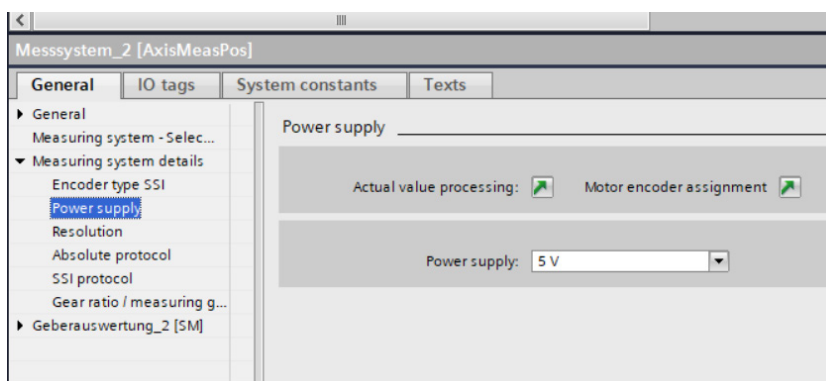 Messsystem_2 [AxisMeasPos]
General IO tags System constants Texts
General
Measuring system - Selec...
Measuring system details
Encoder type SSI
Power supply
Resolution
Absolute protocol
SSI protocol
Gear ratio / measuring g...
Geberauswertung_2 [SM]
Power supply
Actual value processing: Motor encoder assignment
Power supply: 5 V